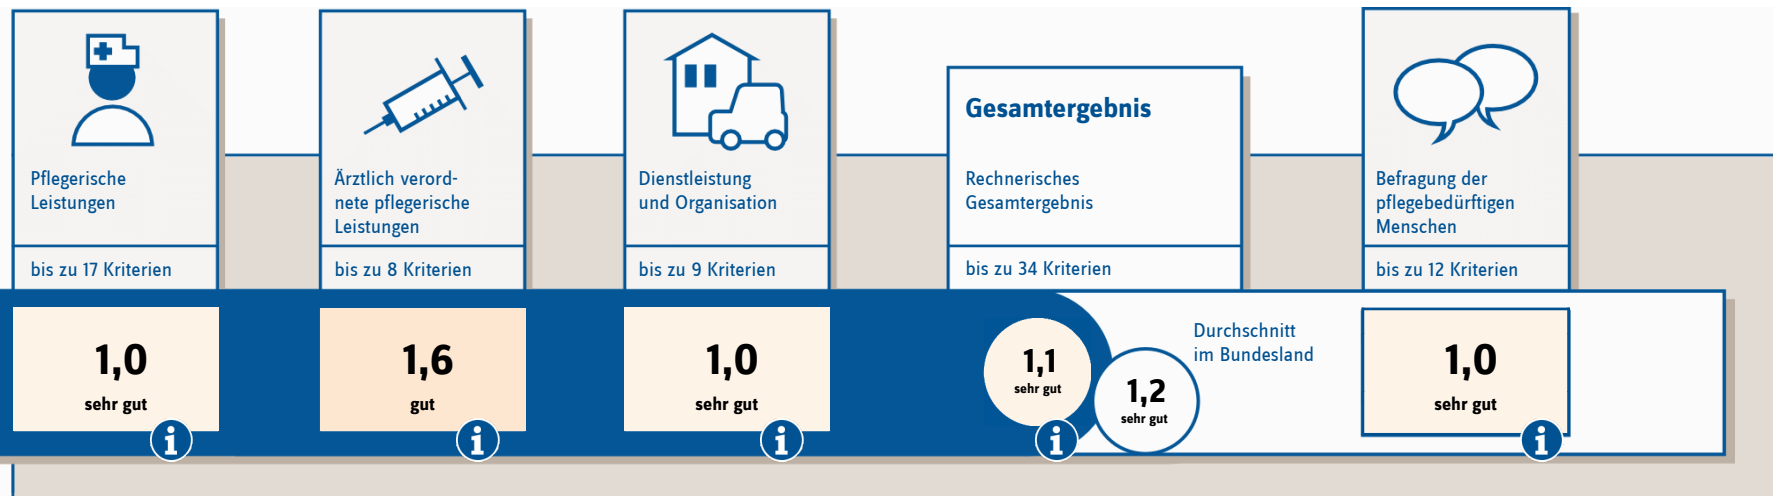 Pflegerische
Leistungen
bis zu 17 Kriterien
1,0
sehr gut
i
Ärztlich verord-
nete pflegerische
Leistungen
bis zu 8 Kriterien
1,6
gut
i
Dienstleistung
und Organisation
bis zu 9 Kriterien
1,0
sehr gut
i
Gesamtergebnis
Rechnerisches
Gesamtergebnis
bis zu 34 Kriterien
1,1
sehr gut
i
1,2
sehr gut
Durchschnitt
im Bundesland
Befragung der
pflegebedürftigen
Menschen
bis zu 12 Kriterien
1,0
sehr gut
i